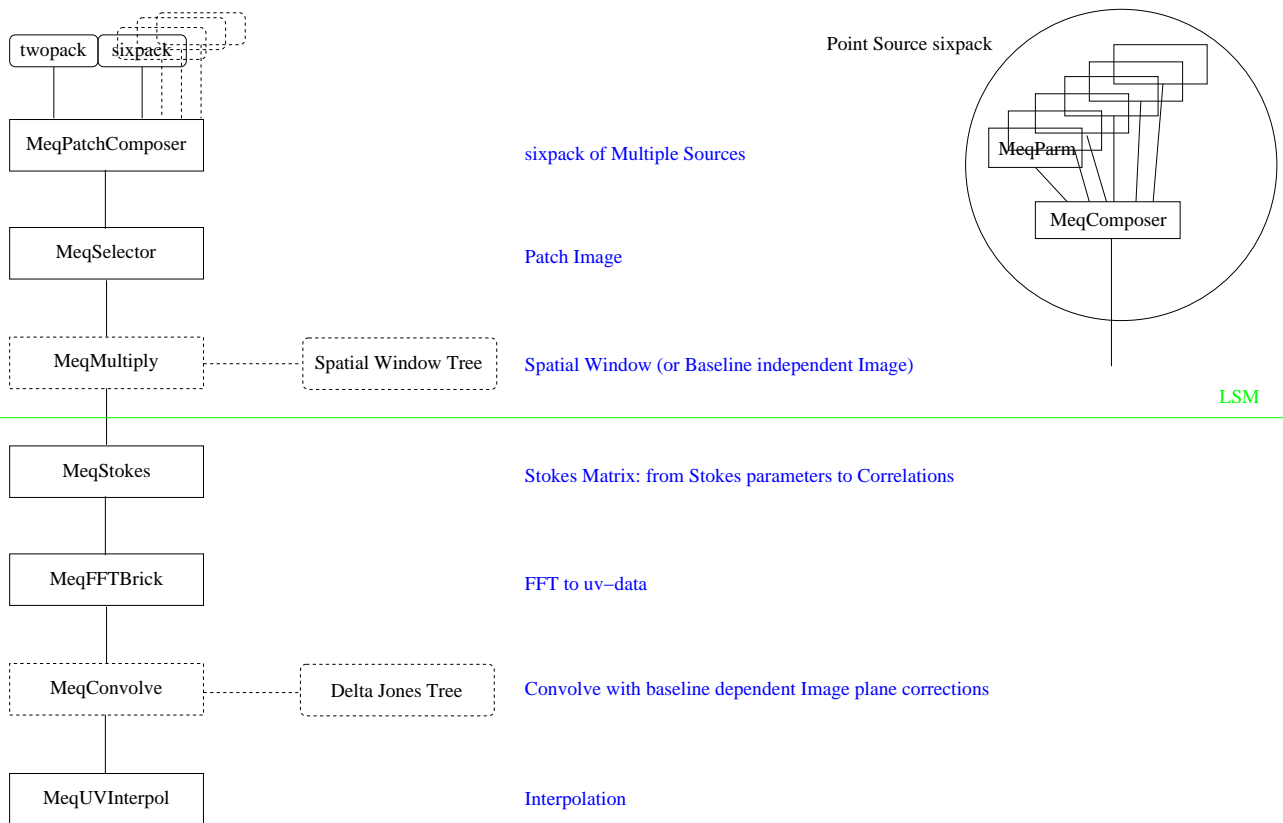 twopack
sixpack
Point Source sixpack
MeqPatchComposer
sixpack of Multiple Sources
MeqParm
MeqComposer
MeqSelector
Patch Image
MeqMultiply
Spatial Window Tree
Spatial Window (or Baseline independent Image)
LSM
MeqStokes
Stokes Matrix: from Stokes parameters to Correlations
MeqFFTBrick
FFT to uv−data
MeqConvolve
Delta Jones Tree
Convolve with baseline dependent Image plane corrections
MeqUVInterpol
Interpolation